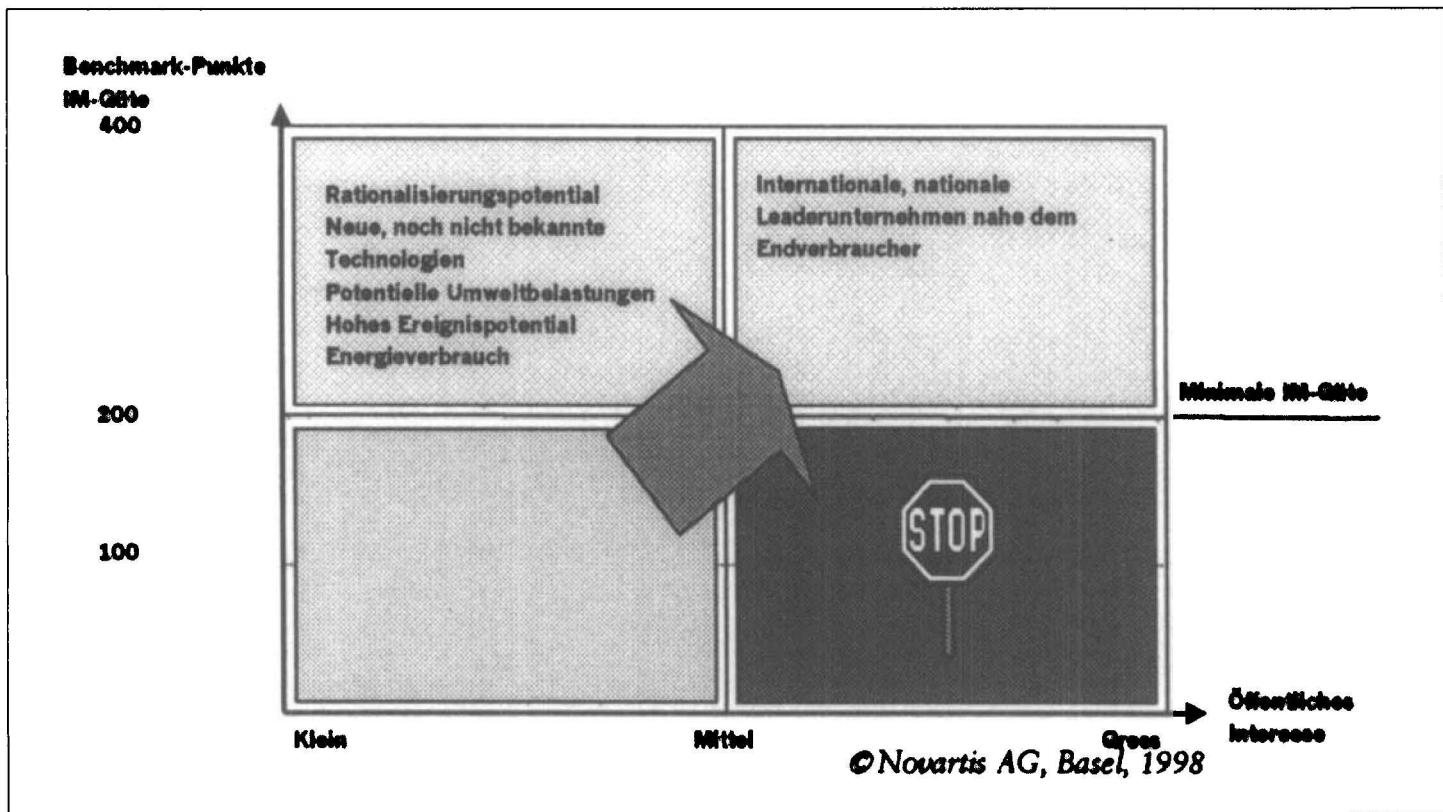 Benchmark-Punkte
IM-Güte
400
Rationalisierungspotential
Neue, noch nicht bekannte
Technologien
Potentielle Umweltbelastungen
Hohes Ereignispotential
Energieverbrauch
Internationale, nationale
Leaderunternehmen nahe dem
Endverbraucher
200
Minimale IM-Güte
100
STOP
Klein
Mittel
Gross
Öffentliches
Interesse
©Novartis AG, Basel, 1998